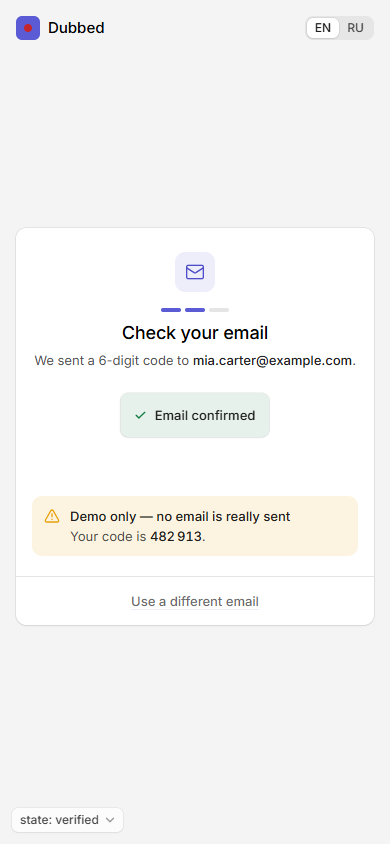 Dubbed
EN RU
Check your email
We sent a 6-digit code to mia.carter@example.com.
Email confirmed
Demo only — no email is really sent
Your code is 482 913.
Use a different email
state: verified